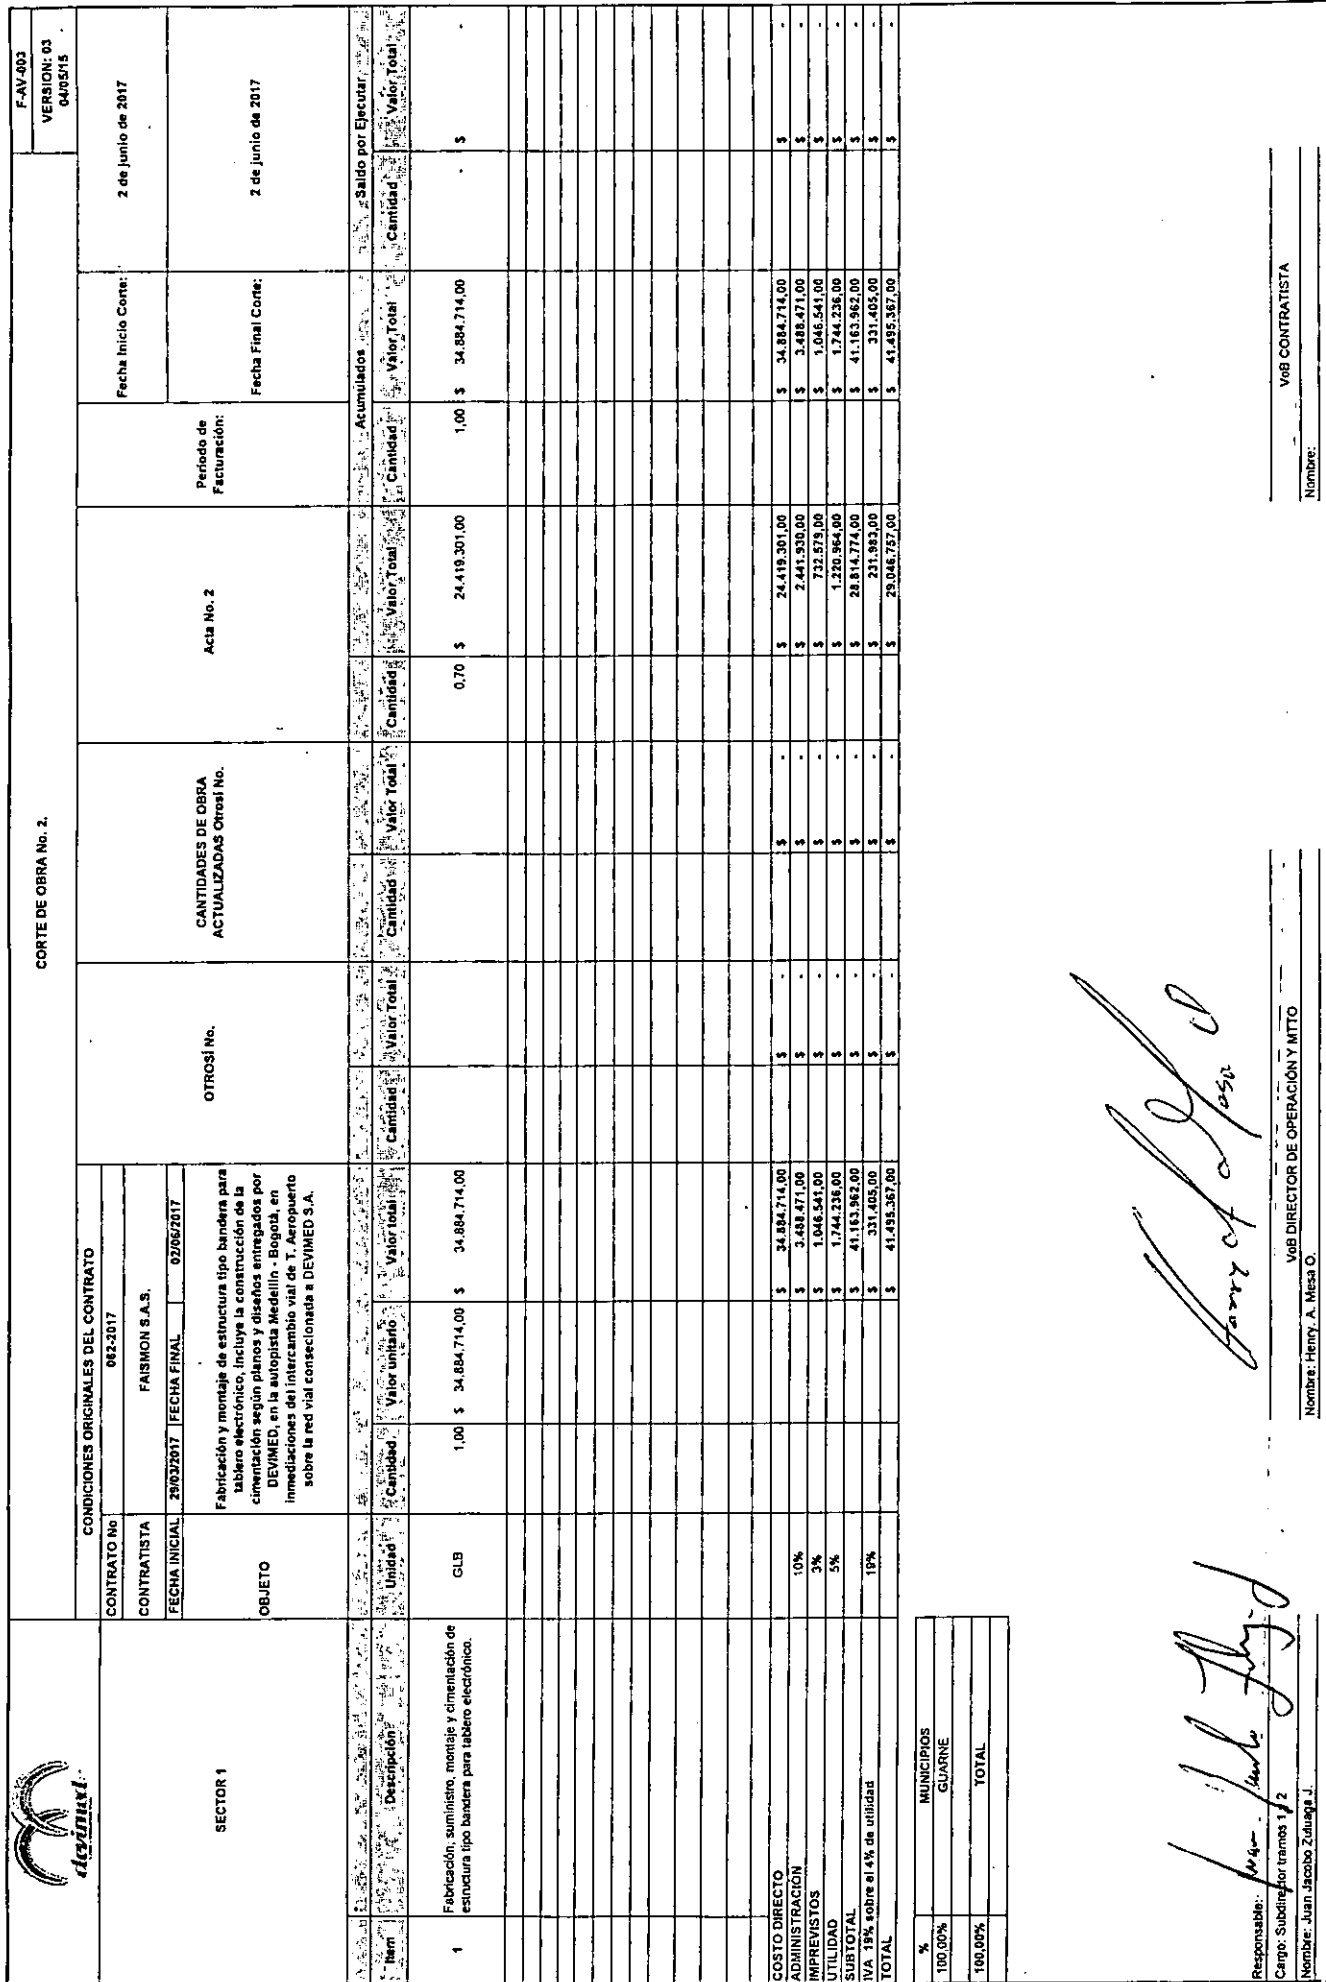 devimed
CORTE DE OBRA No. 2.
F-AV-003
VERSION: 03
04/05/15
SECTOR 1
CONDICIONES ORIGINALES DEL CONTRATO
CONTRATO No 062-2017
CONTRATISTA FAISMON S.A.S.
FECHA INICIAL 29/03/2017 FECHA FINAL 02/06/2017
OBJETO
Fabricación y montaje de estructura tipo bandera para
tablero electrónico, incluye la construcción de la
cimentación según planos y diseños entregados por
DEVIMED, en la autopista Medellín - Bogotá, en
inmediaciones del intercambio vial de T. Aeropuerto
sobre la red vial consecionada a DEVIMED S.A.
OTROSÍ No.
CANTIDADES DE OBRA
ACTUALIZADAS Otrosí No.
Acta No. 2
Período de
Facturación:
Fecha Inicio Corte: 2 de junio de 2017
Fecha Final Corte: 2 de junio de 2017
Acumulados Saldo por Ejecutar
Item Descripción Unidad Cantidad Valor unitario Valor total Cantidad Valor Total Cantidad Valor Total Cantidad Valor Total Cantidad Valor Total Cantidad Valor Total
1 Fabricación, suministro, montaje y cimentación de
estructura tipo bandera para tablero electrónico.
GLB 1,00 $ 34.884.714,00 $ 34.884.714,00 0,70 $ 24.419.301,00 1,00 $ 34.884.714,00 - $ -
COSTO DIRECTO $ 34.884.714,00 $ - $ - $ 24.419.301,00 $ 34.884.714,00 $ -
ADMINISTRACIÓN 10% $ 3.488.471,00 $ - $ - $ 2.441.930,00 $ 3.488.471,00 $ -
IMPREVISTOS 3% $ 1.046.541,00 $ - $ - $ 732.579,00 $ 1.046.541,00 $ -
UTILIDAD 5% $ 1.744.236,00 $ - $ - $ 1.220.964,00 $ 1.744.236,00 $ -
SUBTOTAL $ 41.163.962,00 $ - $ - $ 28.814.774,00 $ 41.163.962,00 $ -
IVA 19% sobre el 4% de utilidad 19% $ 331.405,00 $ - $ - $ 231.983,00 $ 331.405,00 $ -
TOTAL $ 41.495.367,00 $ - $ - $ 29.046.757,00 $ 41.495.367,00 $ -
% MUNICIPIOS
100,00% GUARNE
100,00% TOTAL
Responsable:
Cargo: Subdirector tramos 1 y 2
Nombre: Juan Jacobo Zuluaga J.
VoB DIRECTOR DE OPERACIÓN Y MTTO
Nombre: Henry. A. Mesa O.
VoB CONTRATISTA
Nombre: